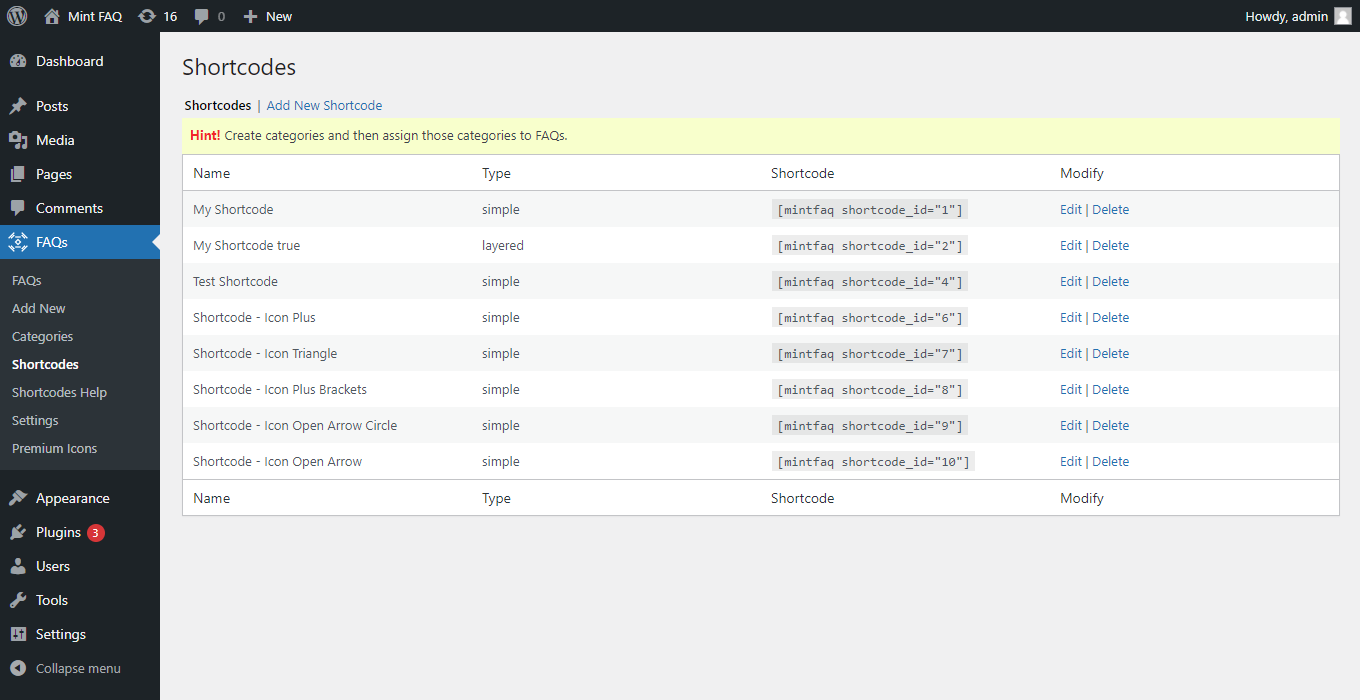 Mint FAQ 16 0 New Howdy, admin
Dashboard
Posts
Media
Pages
Comments
FAQs
FAQs
Add New
Categories
Shortcodes
Shortcodes Help
Settings
Premium Icons
Appearance
Plugins 3
Users
Tools
Settings
Collapse menu
Shortcodes
Shortcodes | Add New Shortcode
Hint! Create categories and then assign those categories to FAQs.
Name Type Shortcode Modify
My Shortcode simple [mintfaq shortcode_id="1"] Edit | Delete
My Shortcode true layered [mintfaq shortcode_id="2"] Edit | Delete
Test Shortcode simple [mintfaq shortcode_id="4"] Edit | Delete
Shortcode - Icon Plus simple [mintfaq shortcode_id="6"] Edit | Delete
Shortcode - Icon Triangle simple [mintfaq shortcode_id="7"] Edit | Delete
Shortcode - Icon Plus Brackets simple [mintfaq shortcode_id="8"] Edit | Delete
Shortcode - Icon Open Arrow Circle simple [mintfaq shortcode_id="9"] Edit | Delete
Shortcode - Icon Open Arrow simple [mintfaq shortcode_id="10"] Edit | Delete
Name Type Shortcode Modify